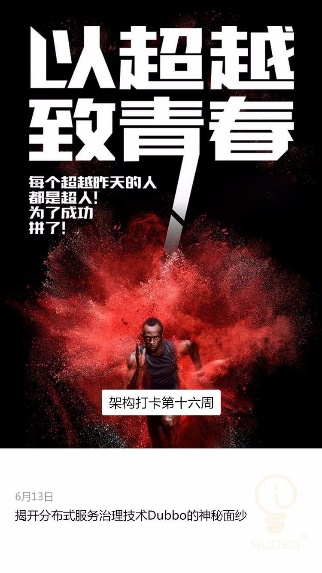 以超越
致青春
每个超越昨天的人
都是超人!
为了成功
拼了!
架构打卡第十六周
6月13日
揭开分布式服务治理技术Dubbo的神秘面纱